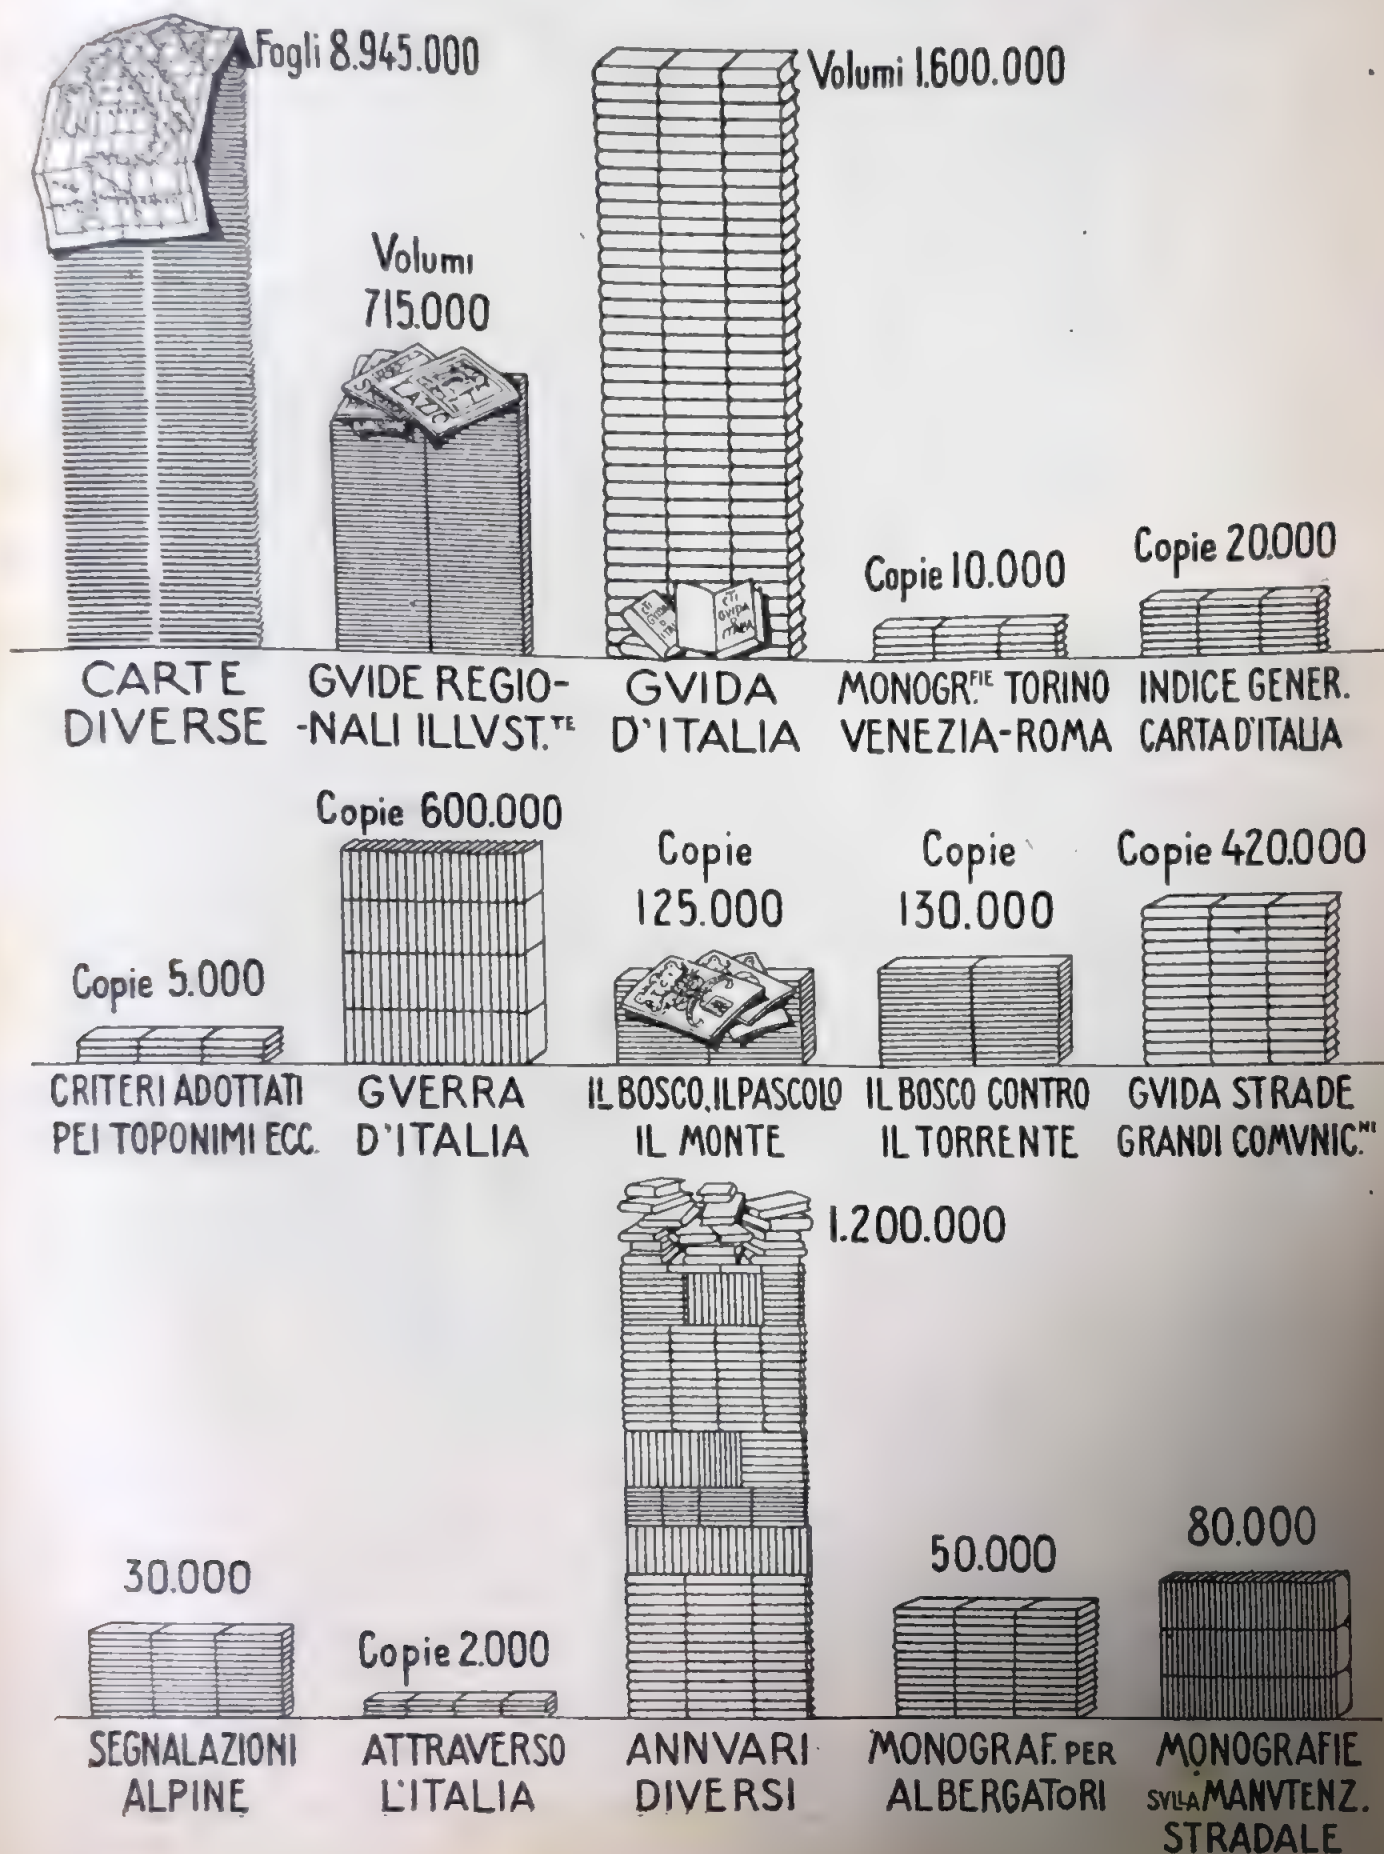 Fogli 8.945.000
Volumi 1.600.000
Volumi
715.000
LAZIO
Copie 10.000
Copie 20.000
CTI
GUIDA
D'
ITALIA
CARTE
DIVERSE
GVIDE REGIO-
-NALI ILLVST.TE
GVIDA
D'ITALIA
MONOGR.FIE TORINO
VENEZIA-ROMA
INDICE GENER.
CARTA D'ITALIA
Copie 5.000
Copie 600.000
Copie
125.000
Copie
130.000
Copie 420.000
CRITERI ADOTTATI
PEI TOPONIMI ECC.
GVERRA
D'ITALIA
IL BOSCO, IL PASCOLO
IL MONTE
IL BOSCO CONTRO
IL TORRENTE
GVIDA STRADE
GRANDI COMVNIC.NI
30.000
Copie 2.000
1.200.000
50.000
80.000
SEGNALAZIONI
ALPINE
ATTRAVERSO
L'ITALIA
ANNVARI
DIVERSI
MONOGRAF. PER
ALBERGATORI
MONOGRAFIE
SVLLA MANVTENZ.
STRADALE